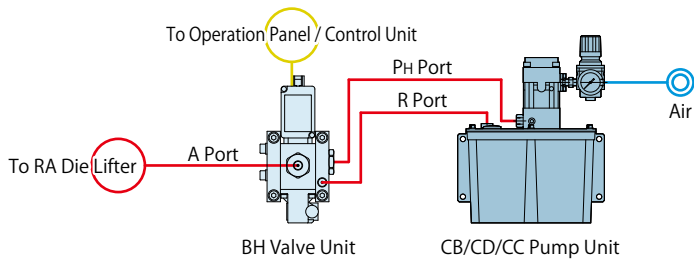 To Operation Panel / Control Unit
PH Port
R Port
Air
A Port
To RA Die Lifter
BH Valve Unit
CB/CD/CC Pump Unit